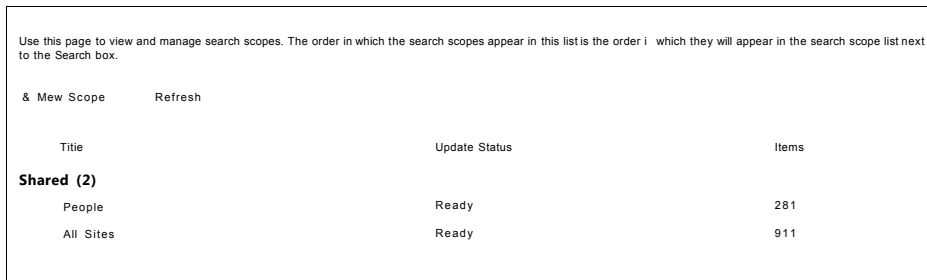 Use this page to view and manage search scopes. The order in which the search scopes appear in this list is the order i which they will appear in the search scope list next
to the Search box.
& Mew Scope Refresh
Titie Update Status Items
Shared (2)
People Ready 281
All Sites Ready 911